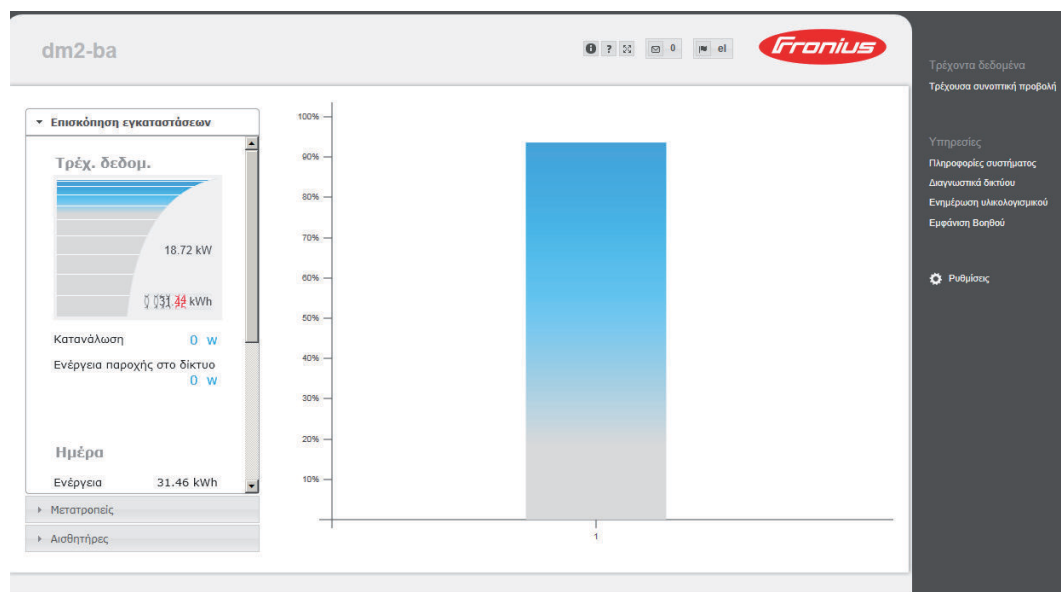 dm2-ba
0
el
Fronius
Τρέχοντα δεδομένα
Τρέχουσα συνοπτική προβολή
Υπηρεσίες
Πληροφορίες συστήματος
Διαγνωστικά δικτύου
Ενημέρωση υλικολογισμικού
Εμφάνιση Βοηθού
Ρυθμίσεις
Επισκόπηση εγκαταστάσεων
Τρέχ. δεδομ.
18.72 kW
kWh
Κατανάλωση 0 W
Ενέργεια παροχής στο δίκτυο
0 W
Ημέρα
Ενέργεια 31.46 kWh
Μετατροπείς
Αισθητήρες
100%
90%
80%
70%
60%
50%
40%
30%
20%
10%
1